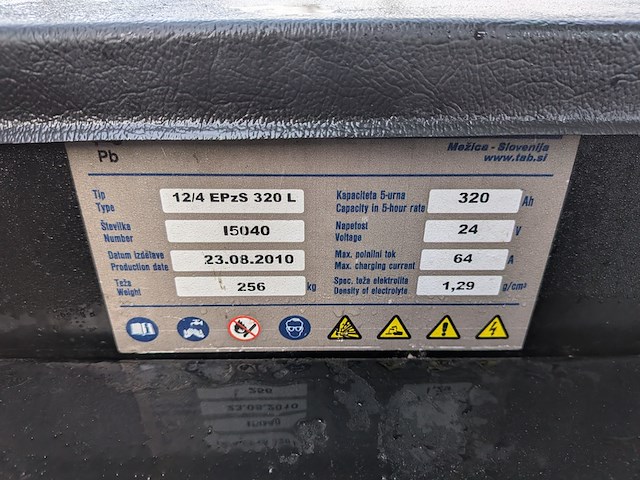 Pb
Mežica - Slovenija
www.tab.si
Tip
Type
12/4 EPzS 320 L
Kapaciteta 5-urna
Capacity in 5-hour rate
320 Ah
Številka
Number
I5040
Napetost
Voltage
24 V
Datum izdelave
Production date
23.08.2010
Max. polnilni tok
Max. charging current
64 A
Teža
Weight
256 kg
Spec. teža elektrolita
Density of electrolyte
1,29 g/cm³